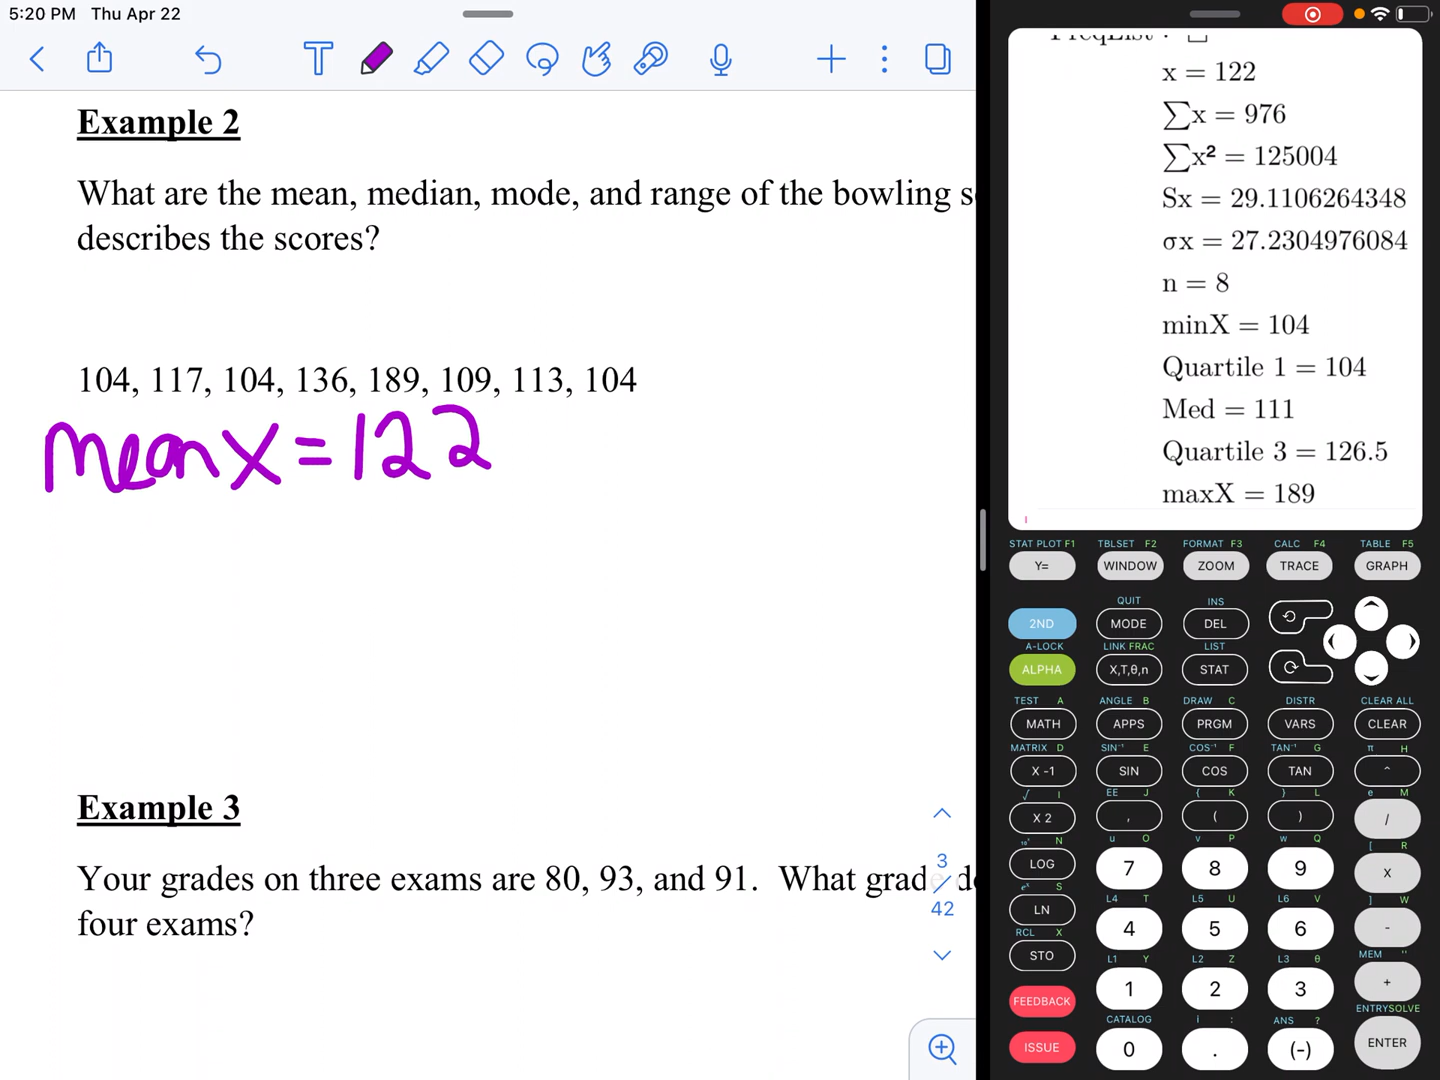 5:20 PM Thu Apr 22
Example 2
What are the mean, median, mode, and range of the bowling s
describes the scores?
104, 117, 104, 136, 189, 109, 113, 104
mean x = 122
Example 3
Your grades on three exams are 80, 93, and 91. What grade d
four exams?
3
42
x = 122
∑x = 976
∑x² = 125004
Sx = 29.1106264348
σx = 27.2304976084
n = 8
minX = 104
Quartile 1 = 104
Med = 111
Quartile 3 = 126.5
maxX = 189
STAT PLOT F1 TBLSET F2 FORMAT F3 CALC F4 TABLE F5
Y= WINDOW ZOOM TRACE GRAPH
QUIT INS
2ND MODE DEL
A-LOCK LINK FRAC LIST
ALPHA X,T,θ,n STAT
TEST A ANGLE B DRAW C DISTR CLEAR ALL
MATH APPS PRGM VARS CLEAR
MATRIX D SIN⁻¹ E COS⁻¹ F TAN⁻¹ G π H
X -1 SIN COS TAN ^
√ I EE J { K } L e M
X 2 , ( ) /
10ˣ N u O v P w Q [ R
LOG 7 8 9 X
eˣ S L4 T L5 U L6 V ] W
LN 4 5 6 -
RCL X L1 Y L2 Z L3 θ MEM "
STO 1 2 3 +
FEEDBACK CATALOG i : ANS ? ENTRY SOLVE
ISSUE 0 . (-) ENTER